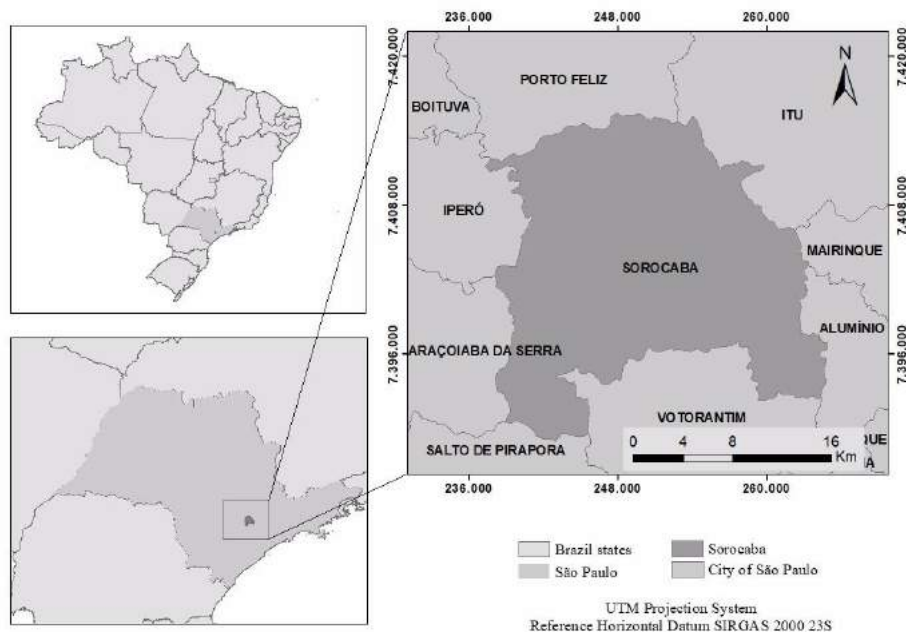 236.000 248.000 260.000
7.420.000 7.420.000
N
PORTO FELIZ
BOITUVA
ITU
7.408.000 7.408.000
IPERÓ
MAIRINQUE
SOROCABA
ALUMÍNIO
7.396.000 7.396.000
ARAÇOIABA DA SERRA
VOTORANTIM
SALTO DE PIRAPORA
0 4 8 16
Km
QUE
A
236.000 248.000 260.000
Brazil states Sorocaba
São Paulo City of São Paulo
UTM Projection System
Reference Horizontal Datum SIRGAS 2000 23S